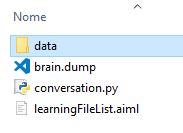 Nome
data
brain.dump
conversation.py
learningFileList.aiml